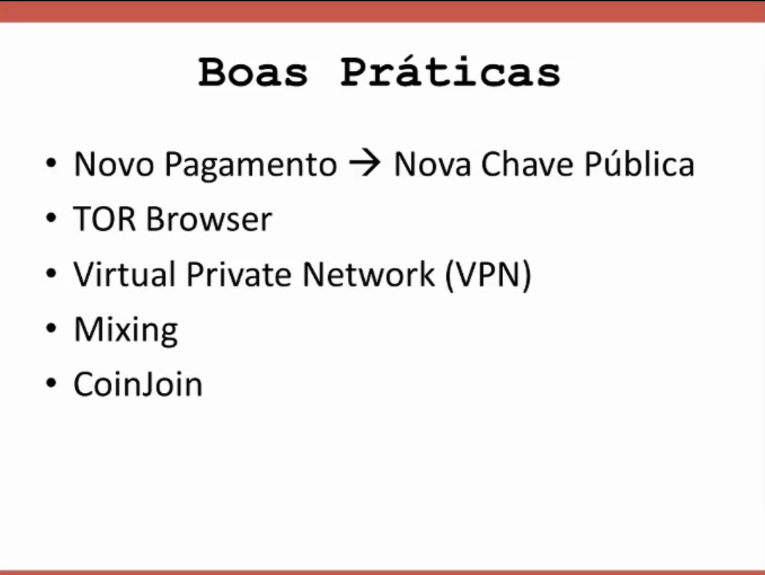 Boas Práticas
• Novo Pagamento → Nova Chave Pública
• TOR Browser
• Virtual Private Network (VPN)
• Mixing
• CoinJoin